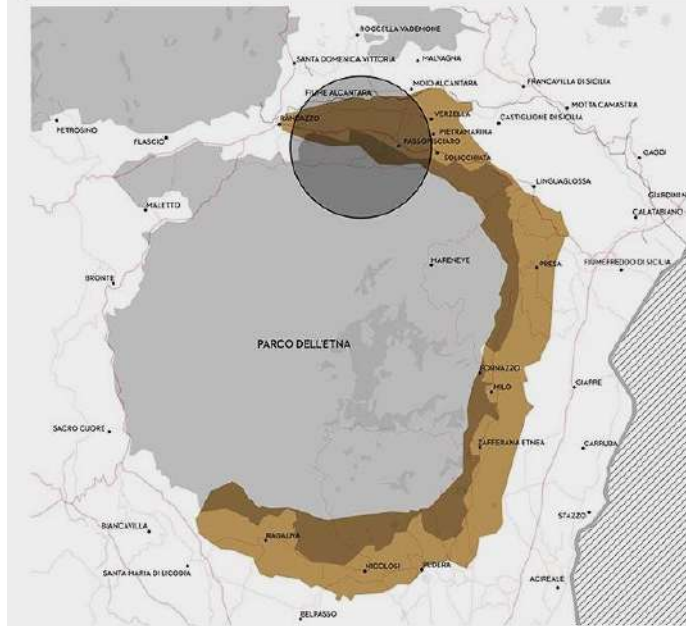 ROCCELLA VADEMONE
SANTA DOMENICA VITTORIA
MALVAGNA
FIUME ALCANTARA
MOIO ALCANTARA
FRANCAVILLA DI SICILIA
MOTTA CAMASTRA
PETROSINO
RANDAZZO
VERZELLA
CASTIGLIONE DI SICILIA
FLASCIO
PIETRAMARINA
PASSOPISCIARO
SOLICCHIATA
GAGGI
LINGUAGLOSSA
GIARDINI
MALETTO
CALATABIANO
MARENEVE
PRESA
FIUMEFREDDO DI SICILIA
BRONTE
PARCO DELL'ETNA
FORNAZZO
MILO
GIARRE
SACRO CUORE
ZAFFERANA ETNEA
CARRUBA
STAZZO
BIANCAVILLA
RAGALNA
SANTA MARIA DI LICODIA
NICOLOSI
PEDARA
ACIREALE
BELPASSO